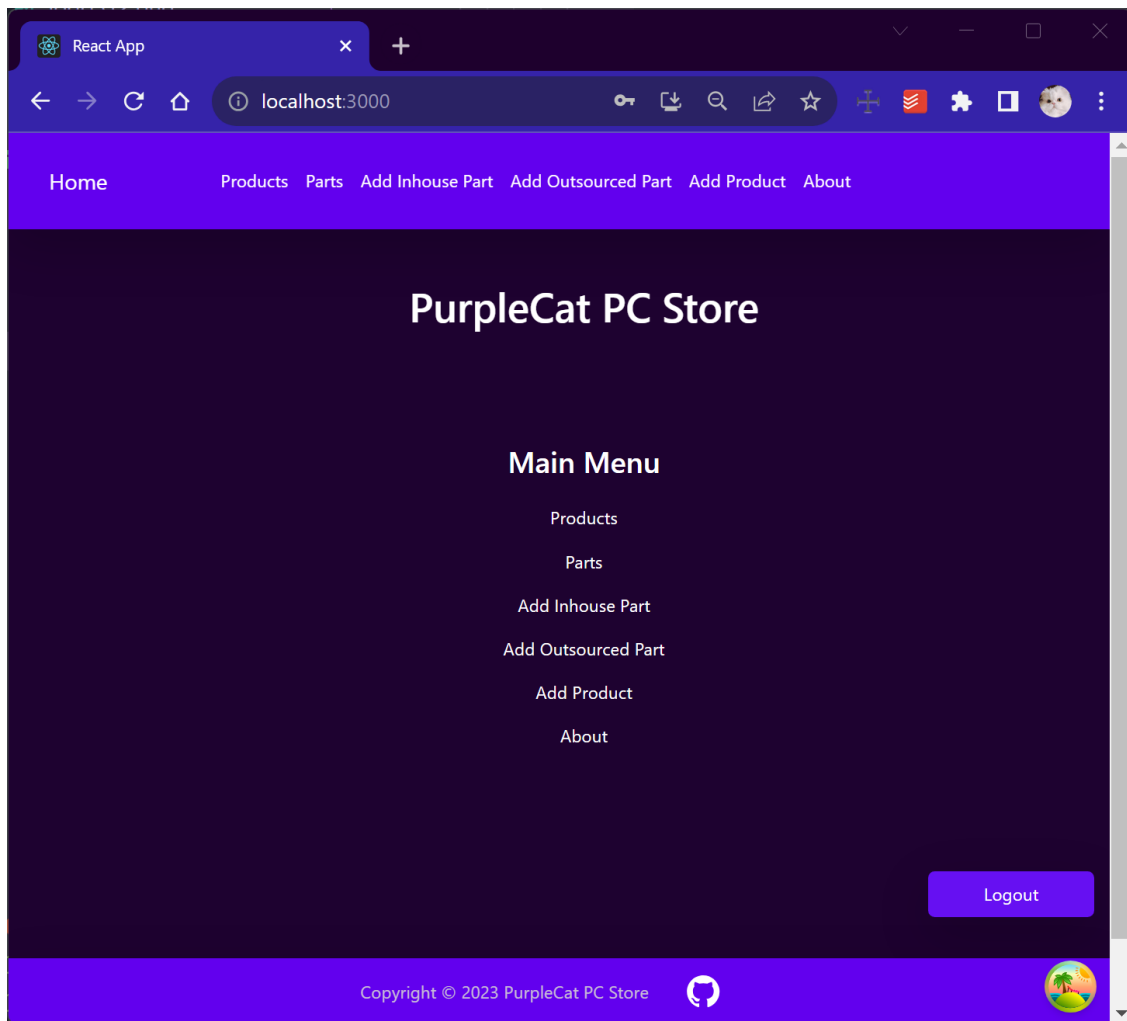 React App
localhost:3000
Home Products Parts Add Inhouse Part Add Outsourced Part Add Product About
PurpleCat PC Store
Main Menu
Products
Parts
Add Inhouse Part
Add Outsourced Part
Add Product
About
Logout
Copyright © 2023 PurpleCat PC Store